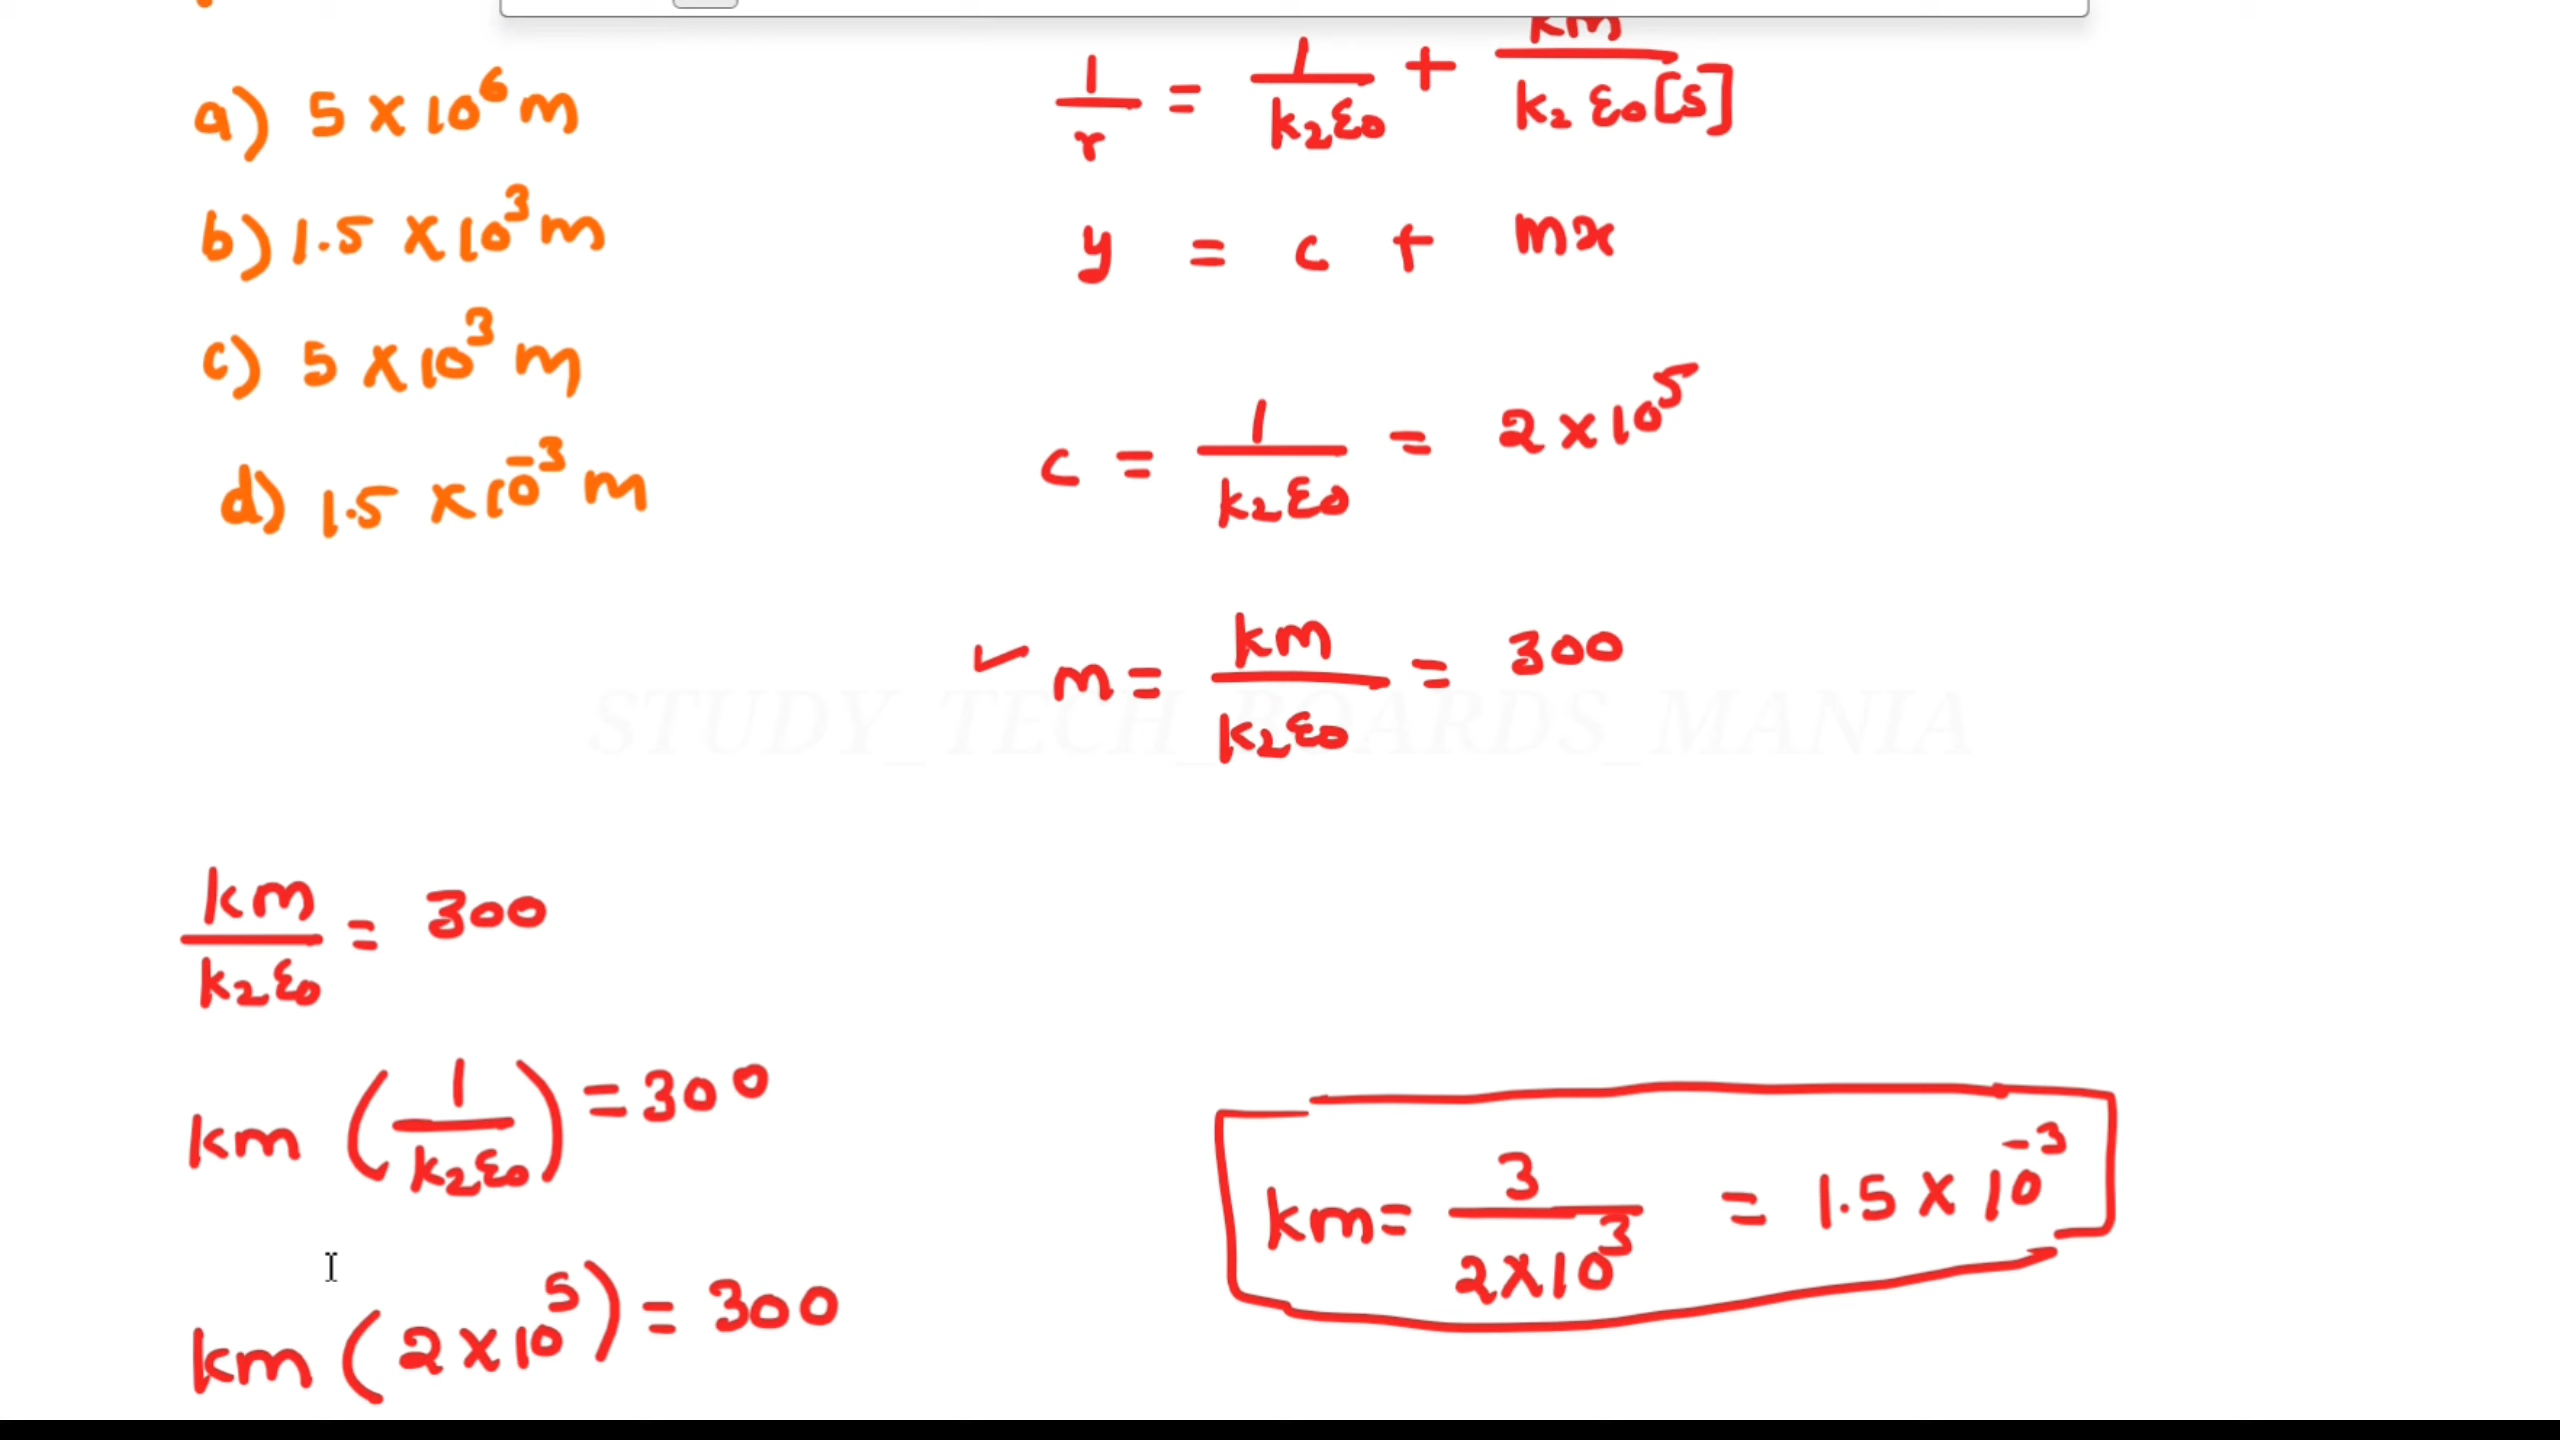 a) 5 × 10⁶ m
b) 1.5 × 10³ m
c) 5 × 10³ m
d) 1.5 × 10⁻³ m
1/r = 1/k₂ε₀ + km/k₂ε₀[s]
y = c + mx
c = 1/k₂ε₀ = 2 × 10⁵
✓ m = km/k₂ε₀ = 300
STUDY_TECH_BOARDS_MANIA
km/k₂ε₀ = 300
km (1/k₂ε₀) = 300
km (2 × 10⁵) = 300
km = 3/2×10³ = 1.5 × 10⁻³